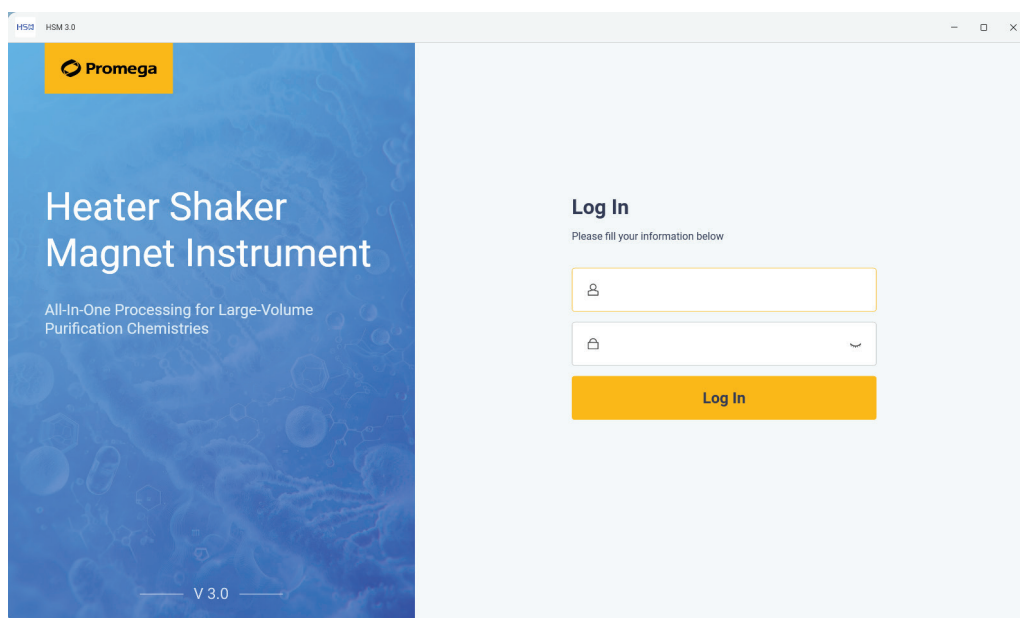 HSM HSM 3.0
Promega
Heater Shaker
Magnet Instrument
All-In-One Processing for Large-Volume
Purification Chemistries
V 3.0
Log In
Please fill your information below
Log In